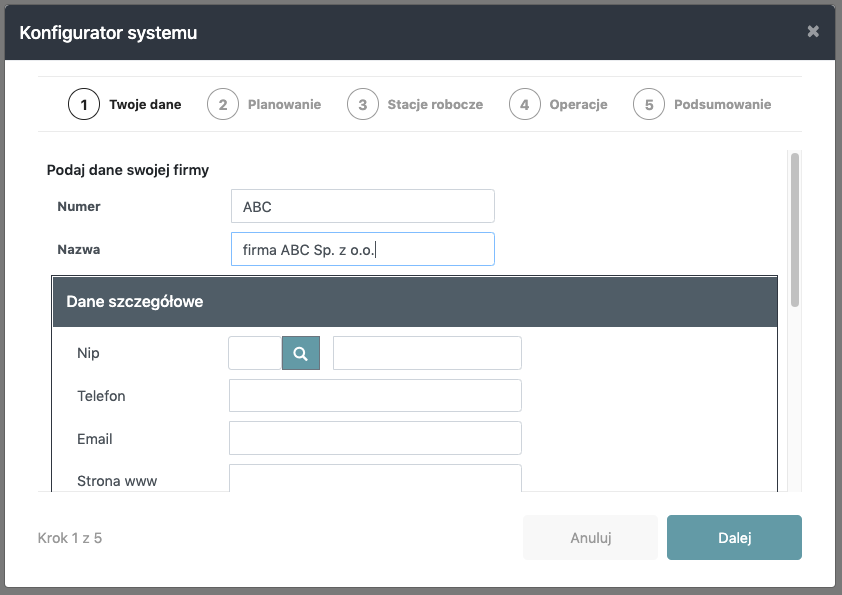 Konfigurator systemu
1 Twoje dane 2 Planowanie 3 Stacje robocze 4 Operacje 5 Podsumowanie
Podaj dane swojej firmy
Numer ABC
Nazwa firma ABC Sp. z o.o.
Dane szczegółowe
Nip
Telefon
Email
Strona www
Krok 1 z 5 Anuluj Dalej